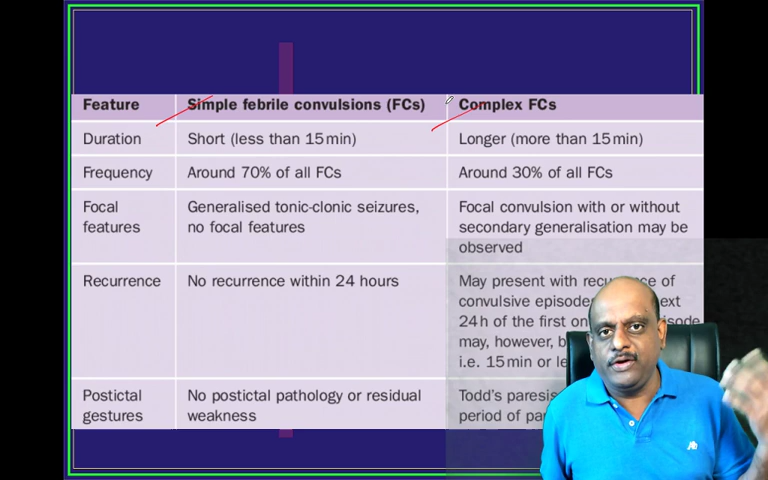 Feature Simple febrile convulsions (FCs) Complex FCs
Duration Short (less than 15 min) Longer (more than 15 min)
Frequency Around 70% of all FCs Around 30% of all FCs
Focal features Generalised tonic-clonic seizures, no focal features Focal convulsion with or without secondary generalisation may be observed
Recurrence No recurrence within 24 hours May present with of
convulsive
24 h of the first
may, however,
i.e. 15 min or
Postictal gestures No postictal pathology or residual weakness Todd's
period of